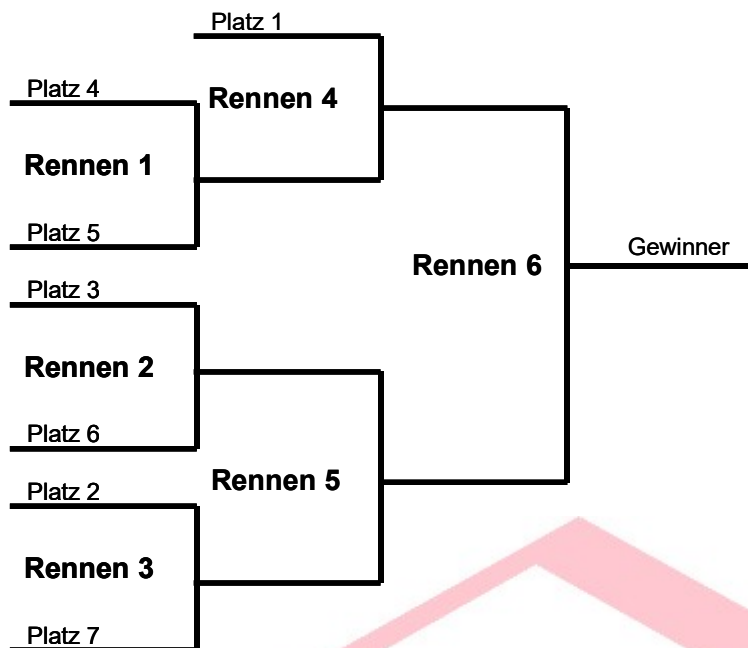 Platz 1
Platz 4
Rennen 4
Rennen 1
Platz 5
Gewinner
Rennen 6
Platz 3
Rennen 2
Platz 6
Rennen 5
Platz 2
Rennen 3
Platz 7